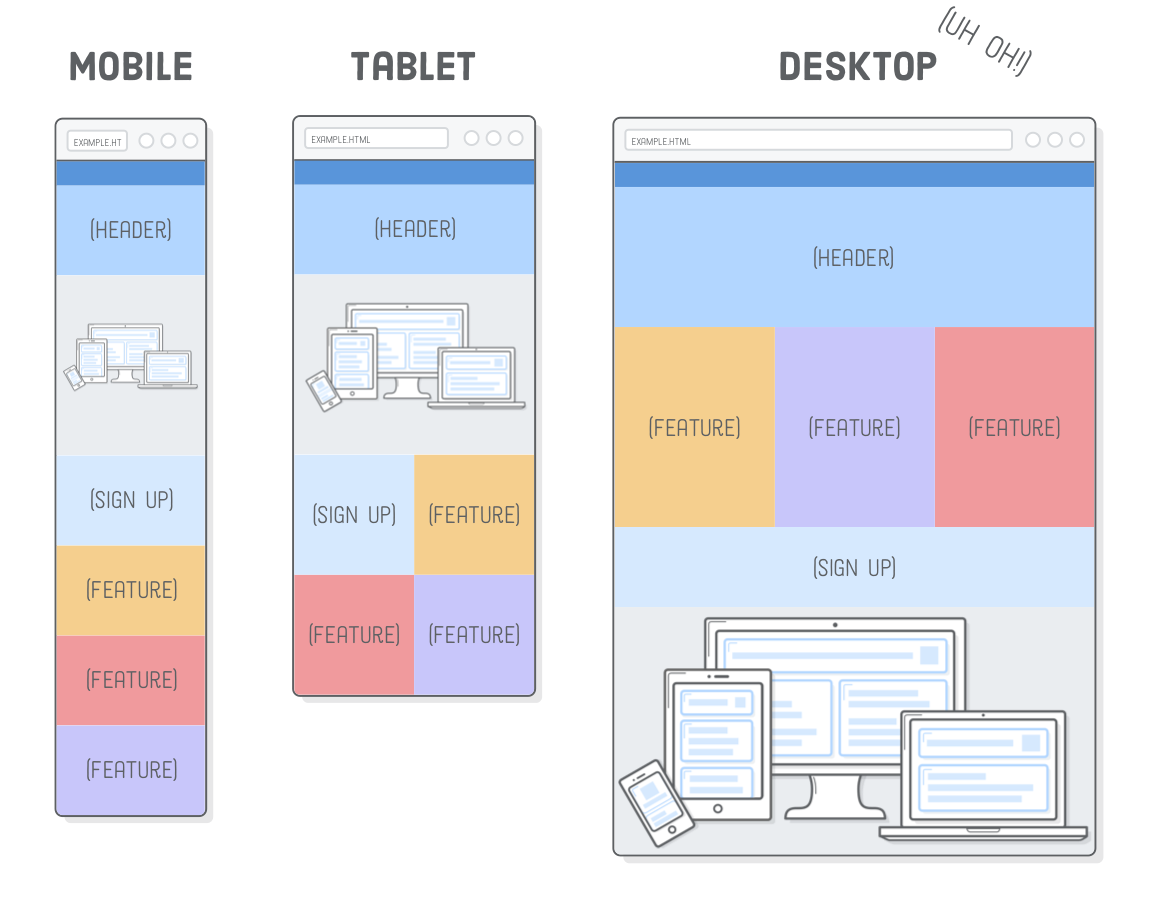 MOBILE
EXAMPLE.HT
(HEADER)
(SIGN UP)
(FEATURE)
(FEATURE)
(FEATURE)
TABLET
EXAMPLE.HTML
(HEADER)
(SIGN UP) (FEATURE)
(FEATURE) (FEATURE)
DESKTOP (UH OH!)
EXAMPLE.HTML
(HEADER)
(FEATURE) (FEATURE) (FEATURE)
(SIGN UP)